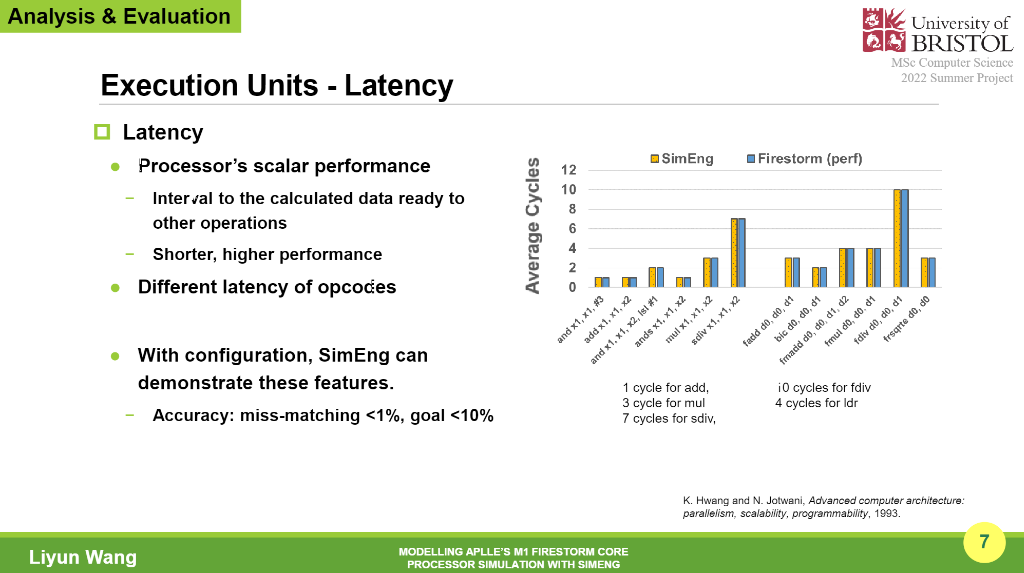 Analysis & Evaluation
University of
BRISTOL
MSc Computer Science
2022 Summer Project
Execution Units - Latency
Latency
Processor's scalar performance
– Interval to the calculated data ready to
other operations
– Shorter, higher performance
Different latency of opcodes
With configuration, SimEng can
demonstrate these features.
– Accuracy: miss-matching <1%, goal <10%
SimEng Firestorm (perf)
Average Cycles
12
10
8
6
4
2
0
and x1, x1, #3
add x1, x1, x2
and x1, x1, x2, lsl #1
ands x1, x1, x2
mul x1, x1, x2
sdiv x1, x1, x2
fadd d0, d0, d1
bic d0, d0, d1
fmadd d0, d0, d1, d2
fmul d0, d0, d1
fdiv d0, d0, d1
frsqrte d0, d0
1 cycle for add,
3 cycle for mul
7 cycles for sdiv,
10 cycles for fdiv
4 cycles for ldr
K. Hwang and N. Jotwani, Advanced computer architecture:
parallelism, scalability, programmability, 1993.
Liyun Wang
MODELLING APLLE'S M1 FIRESTORM CORE
PROCESSOR SIMULATION WITH SIMENG
7